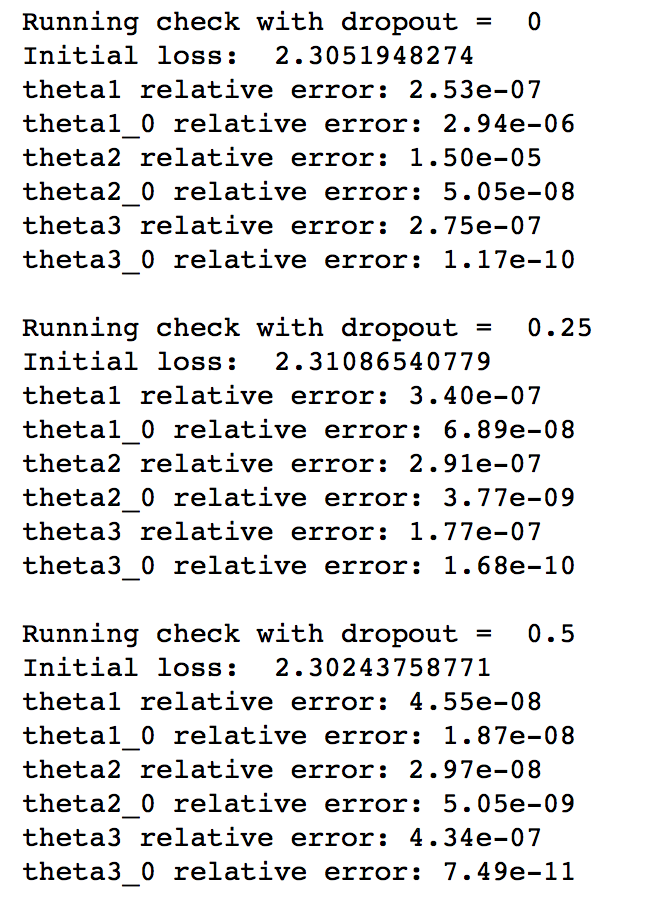 Running check with dropout =  0
Initial loss:  2.3051948274
theta1 relative error: 2.53e-07
theta1_0 relative error: 2.94e-06
theta2 relative error: 1.50e-05
theta2_0 relative error: 5.05e-08
theta3 relative error: 2.75e-07
theta3_0 relative error: 1.17e-10
Running check with dropout =  0.25
Initial loss:  2.31086540779
theta1 relative error: 3.40e-07
theta1_0 relative error: 6.89e-08
theta2 relative error: 2.91e-07
theta2_0 relative error: 3.77e-09
theta3 relative error: 1.77e-07
theta3_0 relative error: 1.68e-10
Running check with dropout =  0.5
Initial loss:  2.30243758771
theta1 relative error: 4.55e-08
theta1_0 relative error: 1.87e-08
theta2 relative error: 2.97e-08
theta2_0 relative error: 5.05e-09
theta3 relative error: 4.34e-07
theta3_0 relative error: 7.49e-11